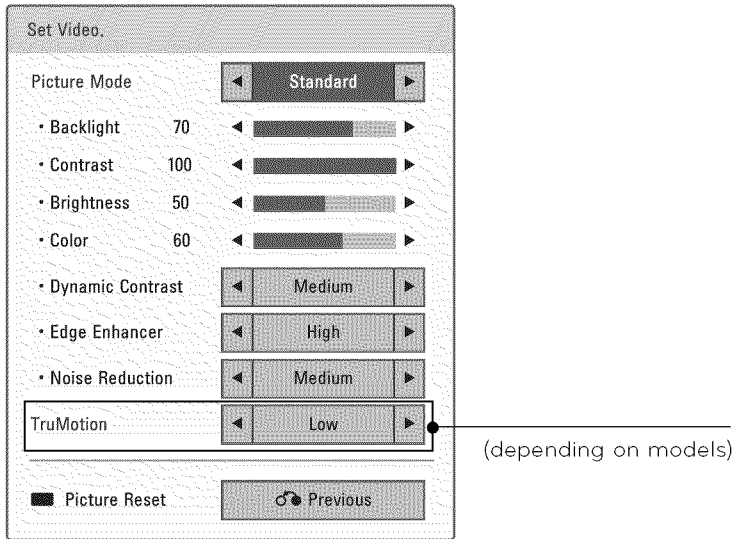 Set Video.
Picture Mode ◀ Standard ▶
• Backlight 70 ◀ ▶
• Contrast 100 ◀ ▶
• Brightness 50 ◀ ▶
• Color 60 ◀ ▶
• Dynamic Contrast ◀ Medium ▶
• Edge Enhancer ◀ High ▶
• Noise Reduction ◀ Medium ▶
TruMotion ◀ Low ▶
(depending on models)
Picture Reset Previous